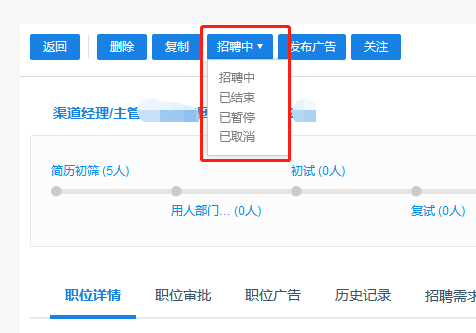 返回 删除 复制 招聘中 发布广告 关注
招聘中
已结束
已暂停
已取消
渠道经理/主管
简历初筛 (5人) 初试 (0人)
用人部门... (0人) 复试 (0人)
职位详情 职位审批 职位广告 历史记录 招聘需求